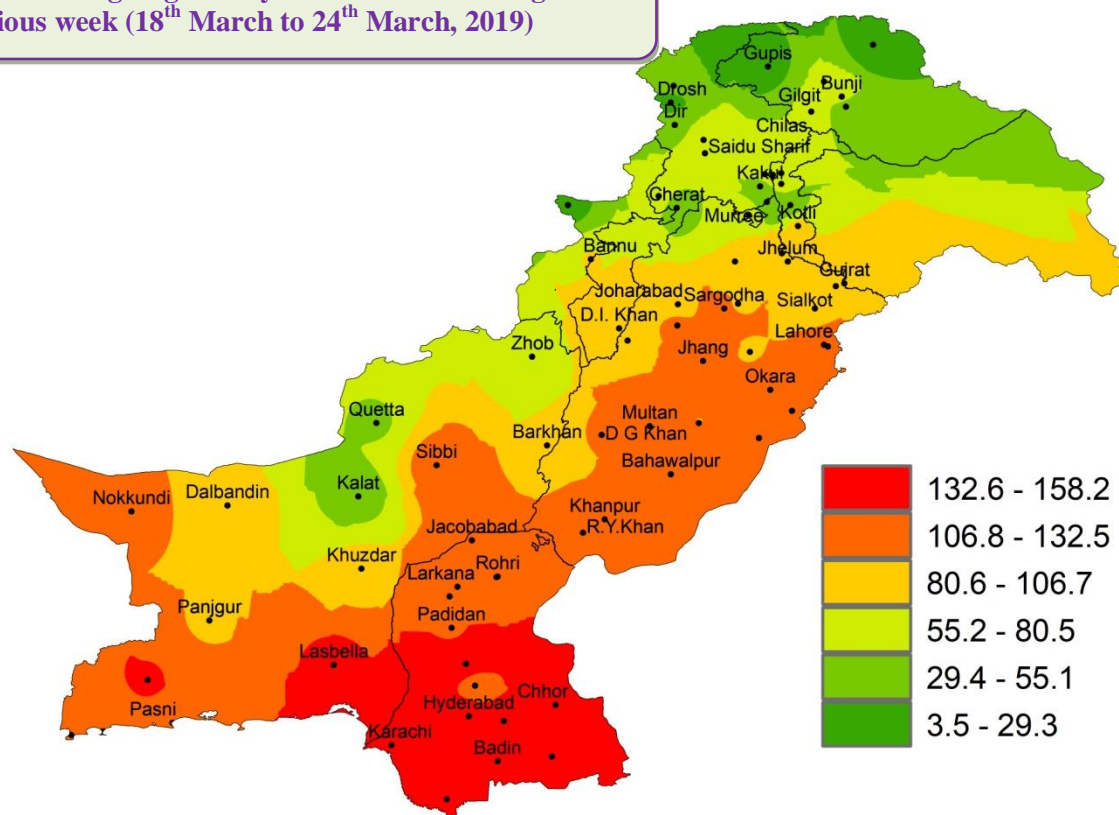 ious week (18th March to 24th March, 2019)
Gupis
Drosh
Bunji
Gilgit
Dir
Chilas
Saidu Sharif
Kakul
Cherat
Murree
Kotli
Bannu
Jhelum
Gujrat
Joharabad
Sargodha
Sialkot
D.I. Khan
Lahore
Zhob
Jhang
Okara
Quetta
Multan
Barkhan
D G Khan
Sibbi
Bahawalpur
Kalat
Nokkundi
Dalbandin
Khanpur
R.Y.Khan
Jacobabad
Khuzdar
Rohri
Larkana
Panjgur
Padidan
Lasbella
Chhor
Pasni
Hyderabad
Karachi
Badin
132.6 - 158.2
106.8 - 132.5
80.6 - 106.7
55.2 - 80.5
29.4 - 55.1
3.5 - 29.3